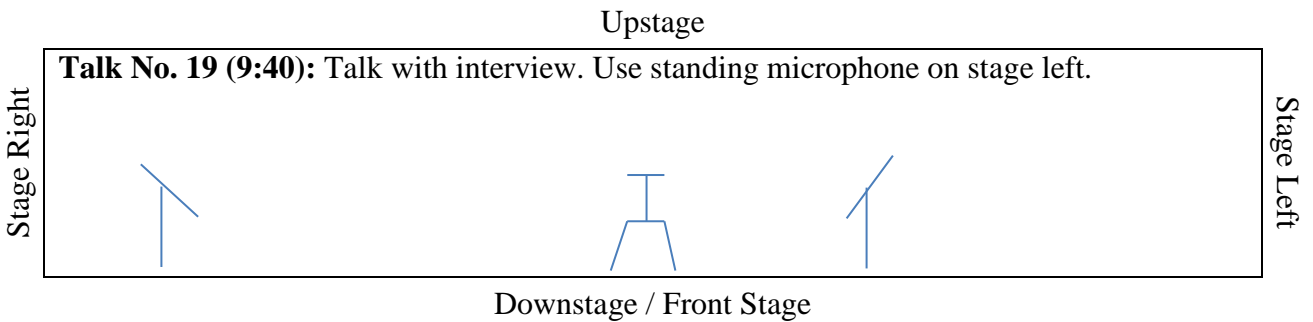 Upstage
Talk No. 19 (9:40): Talk with interview. Use standing microphone on stage left.
Stage Right
Stage Left
Downstage / Front Stage